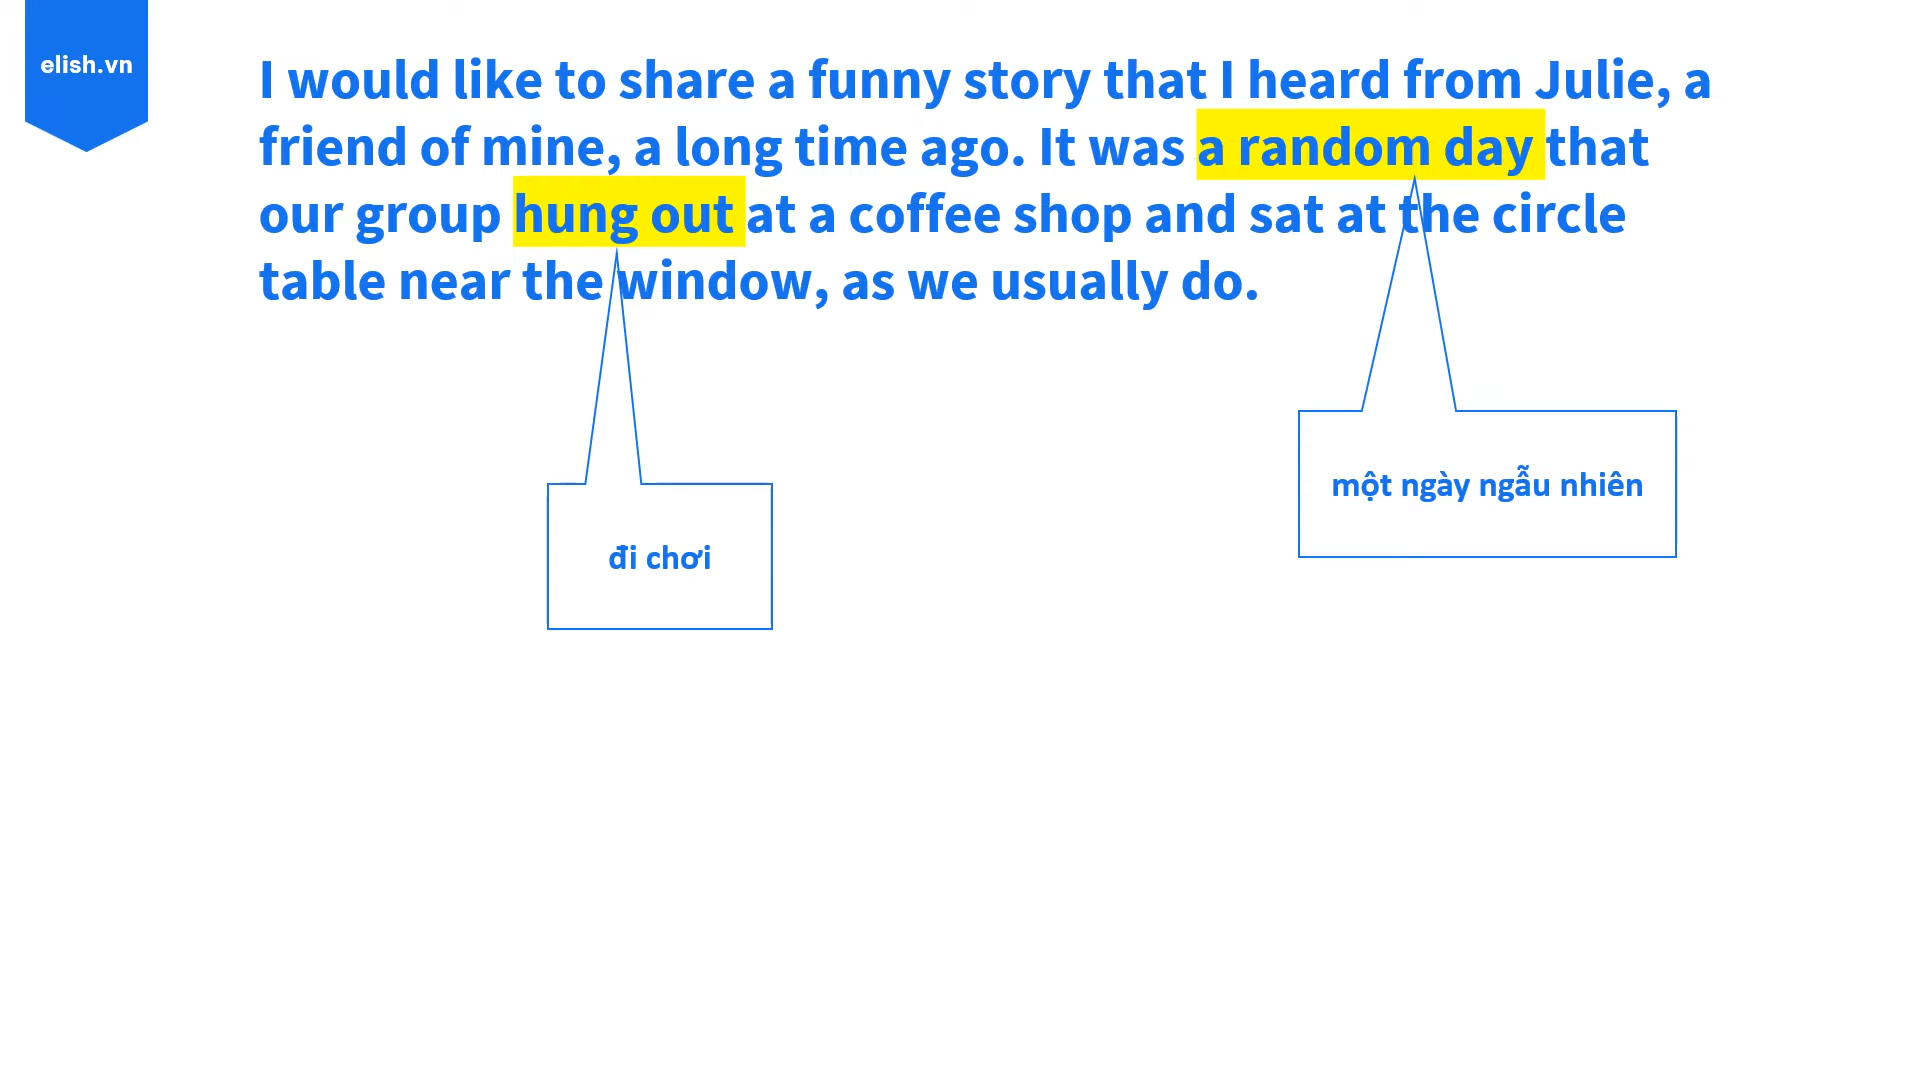 elish.vn
I would like to share a funny story that I heard from Julie, a
friend of mine, a long time ago. It was a random day that
our group hung out at a coffee shop and sat at the circle
table near the window, as we usually do.
một ngày ngẫu nhiên
đi chơi